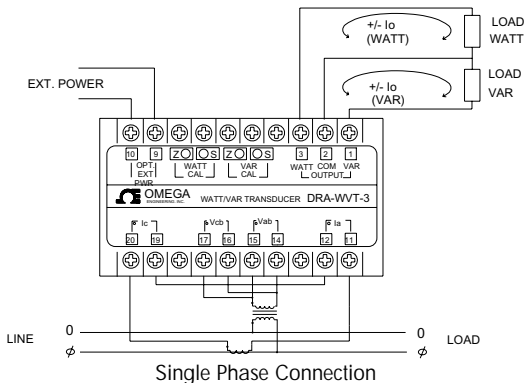 +/- Io
(WATT)
LOAD
WATT
+/- Io
(VAR)
LOAD
VAR
EXT. POWER
10 9 Z S Z S 3 2 1
OPT. EXT PWR
WATT CAL
VAR CAL
WATT COM VAR
OUTPUT
OMEGA
ENGINEERING, INC.
WATT/VAR TRANSDUCER DRA-WVT-3
Ic Vcb Vab Ia
20 19 17 16 15 14 12 11
LINE 0 0 LOAD
ϕ ϕ
Single Phase Connection